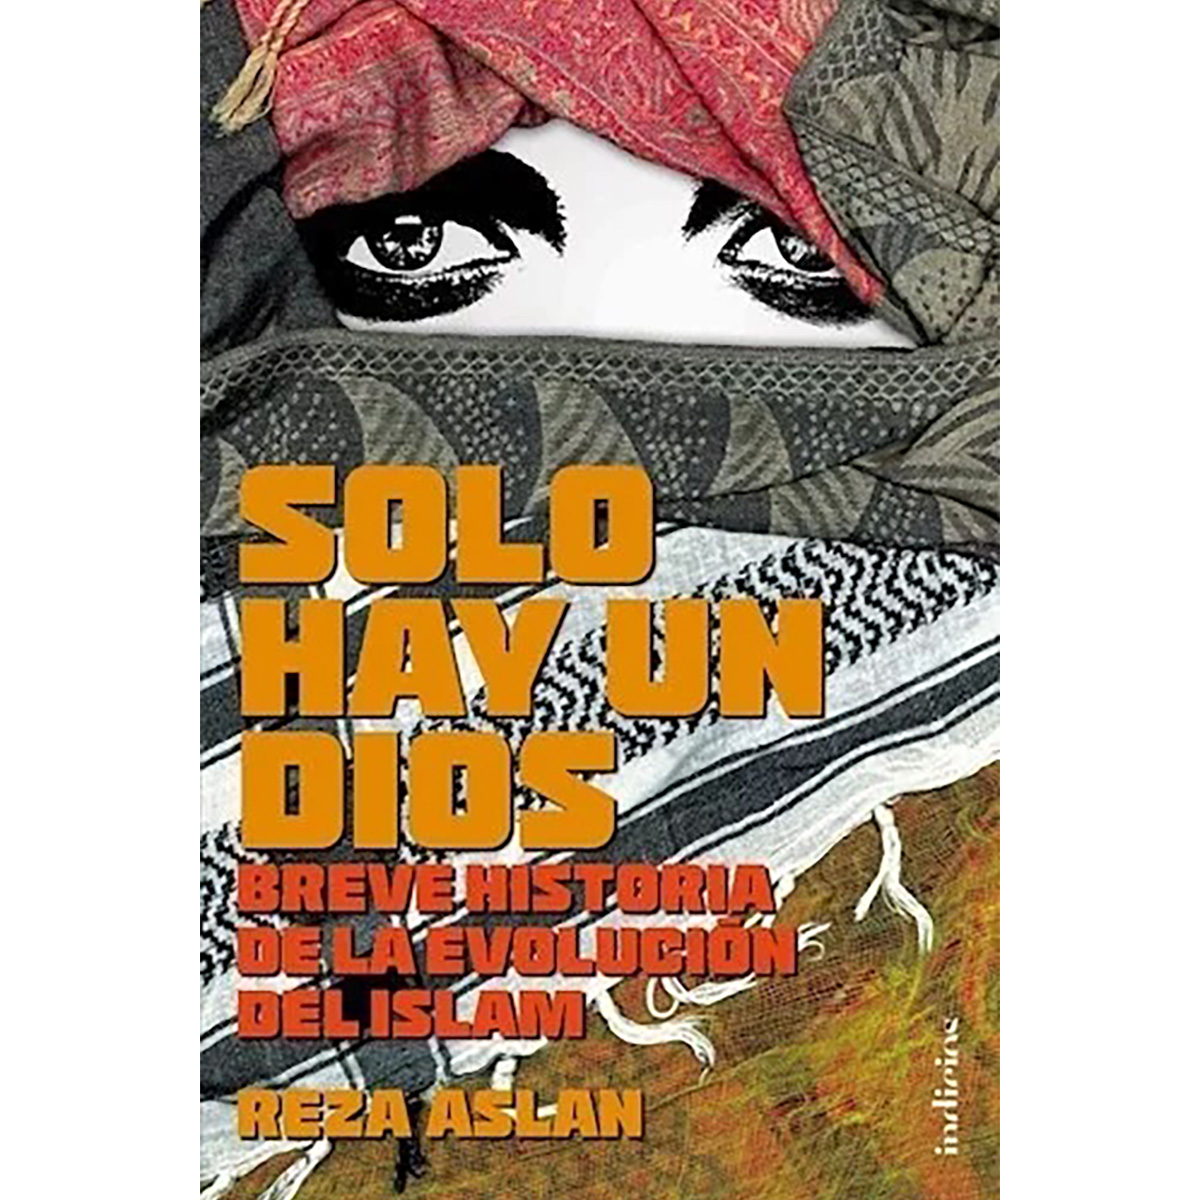 SOLO
HAY UN
DIOS
BREVE HISTORIA
DE LA EVOLUCIÓN
DEL ISLAM
REZA ASLAN
indicios